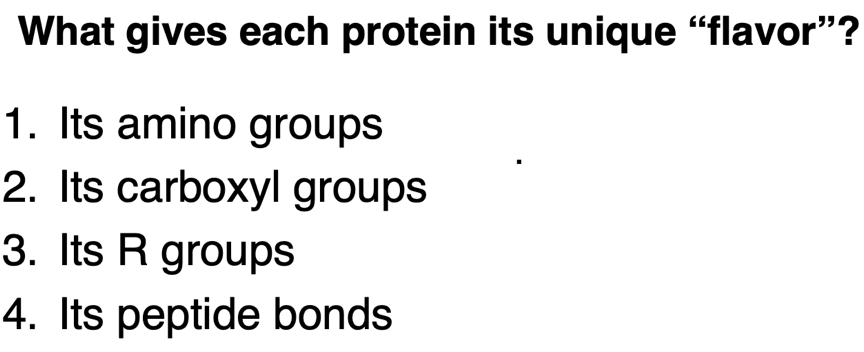 What gives each protein its unique “flavor”?
1. Its amino groups
2. Its carboxyl groups
3. Its R groups
4. Its peptide bonds